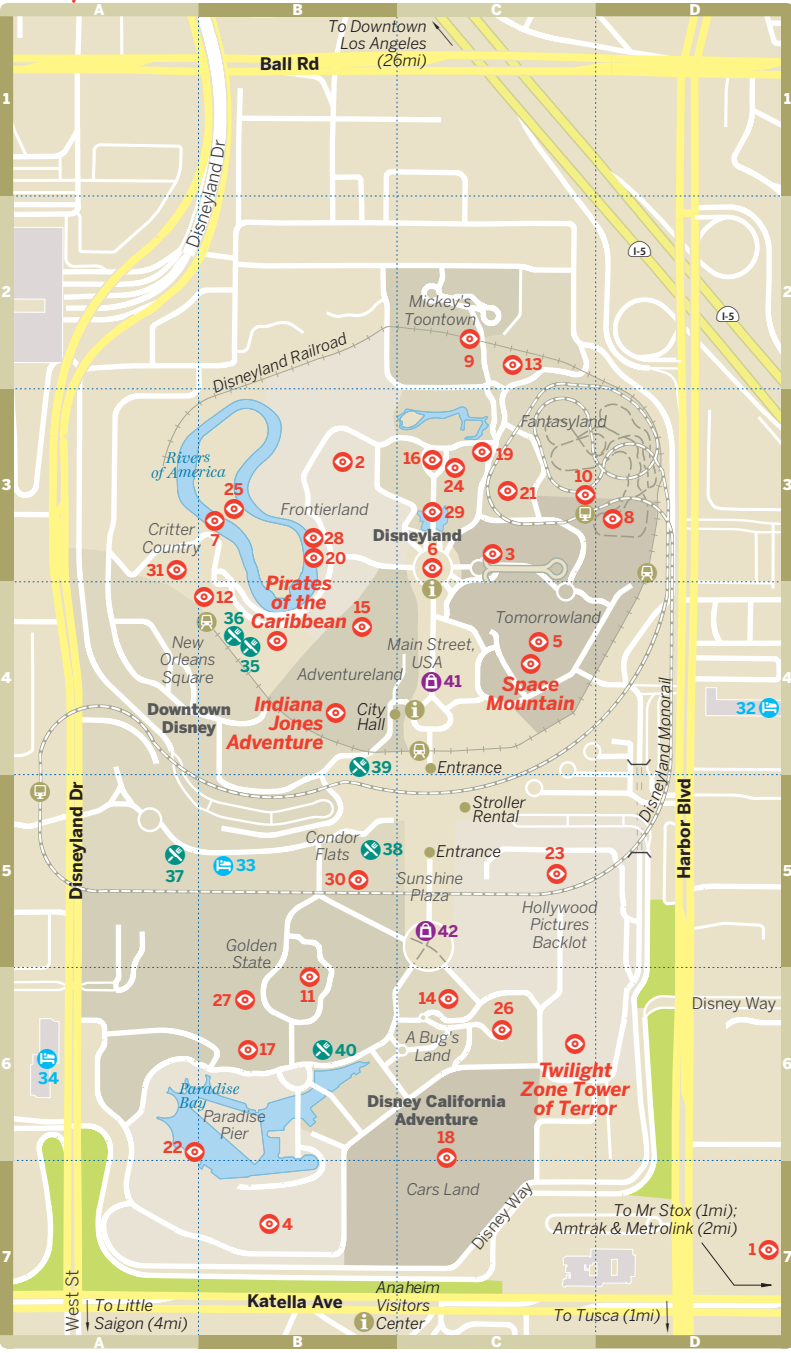 A
B
C
D
To Downtown
Los Angeles
(26mi)
Ball Rd
1
1
Disneyland Dr
I-5
2
2
I-5
Mickey's
Toontown
Disneyland Railroad
9
13
Fantasyland
Rivers
of America
2
16
19
24
10
3
3
25
21
Frontierland
29
8
7
Critter
Country
28
Disneyland
20
6
3
31
Pirates
of the
Caribbean
12
36
15
35
Tomorrowland
New
Orleans
Square
Main Street,
USA
5
Adventureland
41
Space
Mountain
4
4
Downtown
Disney
Indiana
Jones
Adventure
City
Hall
32
Disneyland Monorail
39
Entrance
Stroller
Rental
Disneyland Dr
Harbor Blvd
Condor
Flats
38
Entrance
37
33
30
Sunshine
Plaza
23
5
5
Hollywood
Pictures
Backlot
42
Golden
State
11
27
14
26
Disney Way
17
40
A Bug's
Land
34
6
6
Twilight
Zone Tower
of Terror
Paradise
Bay
Paradise
Pier
Disney California
Adventure
18
22
Cars Land
Disney Way
4
To Mr Stox (1mi);
Amtrak & Metrolink (2mi)
1
7
7
West St
To Little
Saigon (4mi)
Katella Ave
Anaheim
Visitors
Center
To Tusca (1mi)
A
B
C
D